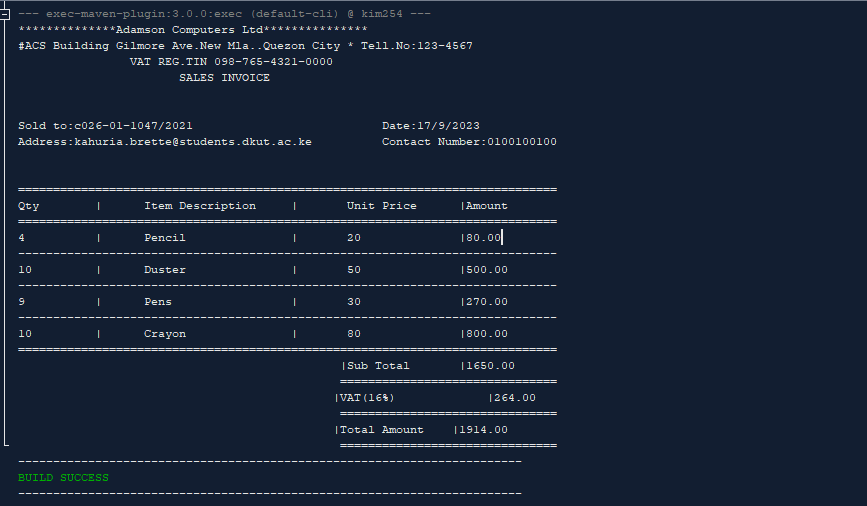 --- exec-maven-plugin:3.0.0:exec (default-cli) @ kim254 ---
**************Adamson Computers Ltd***************
#ACS Building Gilmore Ave.New Mla..Quezon City * Tell.No:123-4567
VAT REG.TIN 098-765-4321-0000
SALES INVOICE
Sold to:c026-01-1047/2021 Date:17/9/2023
Address:kahuria.brette@students.dkut.ac.ke Contact Number:0100100100
=============================================================================
Qty | Item Description | Unit Price |Amount
=============================================================================
4 | Pencil | 20 |80.00
-----------------------------------------------------------------------------
10 | Duster | 50 |500.00
-----------------------------------------------------------------------------
9 | Pens | 30 |270.00
-----------------------------------------------------------------------------
10 | Crayon | 80 |800.00
=============================================================================
|Sub Total |1650.00
===============================
|VAT(16%) |264.00
===============================
|Total Amount |1914.00
===============================
------------------------------------------------------------------------
BUILD SUCCESS
------------------------------------------------------------------------